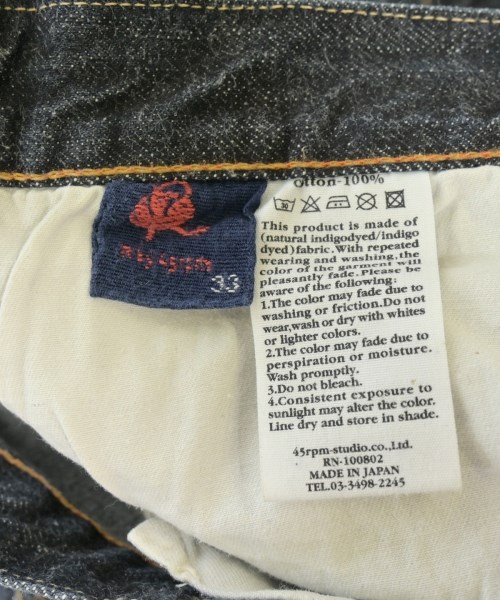 R by 45rpm
33
otton-100%
30
This product is made of
(natural indigodyed/indigo
dyed)fabric.With repeated
wearing and washing,the
color of the garment will
pleasantly fade.Please be
aware of the following:
1.The color may fade due to
washing or friction.Do not
wear,wash or dry with whites
or lighter colors.
2.The color may fade due to
perspiration or moisture.
Wash promptly.
3.Do not bleach.
4.Consistent exposure to
sunlight may alter the color.
Line dry and store in shade.
45rpm-studio.co.,Ltd.
RN-100802
MADE IN JAPAN
TEL.03-3498-2245